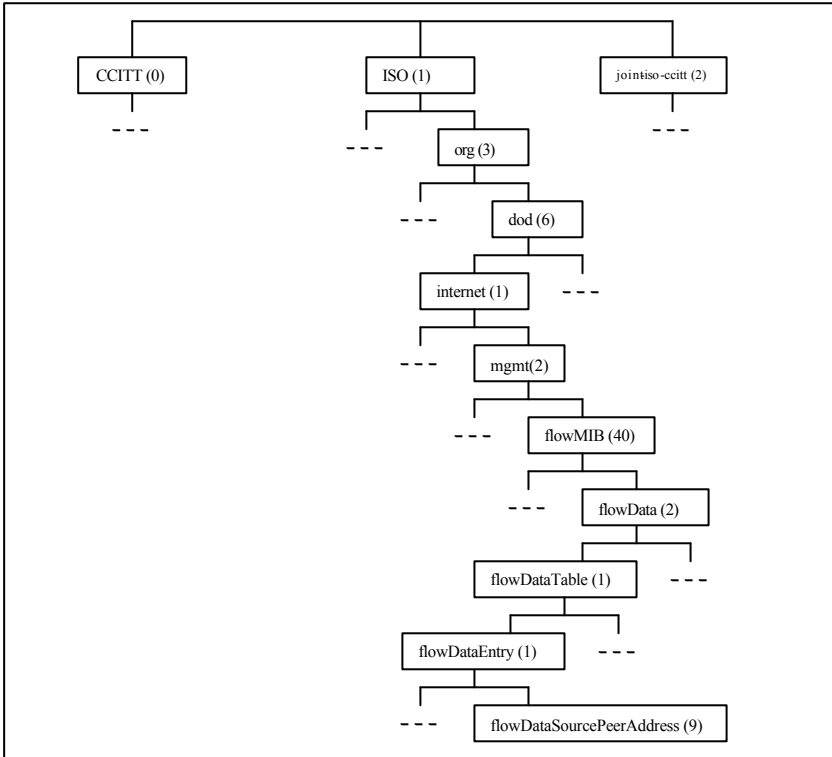 CCITT (0)
ISO (1)
joint-iso-ccitt (2)
org (3)
dod (6)
internet (1)
mgmt(2)
flowMIB (40)
flowData (2)
flowDataTable (1)
flowDataEntry (1)
flowDataSourcePeerAddress (9)